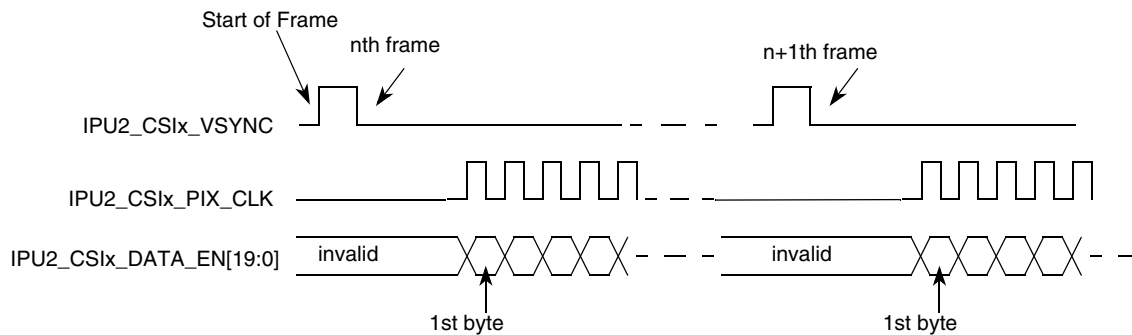 Start of Frame
nth frame
n+1th frame
IPU2_CSIx_VSYNC
IPU2_CSIx_PIX_CLK
IPU2_CSIx_DATA_EN[19:0]
invalid
invalid
1st byte
1st byte